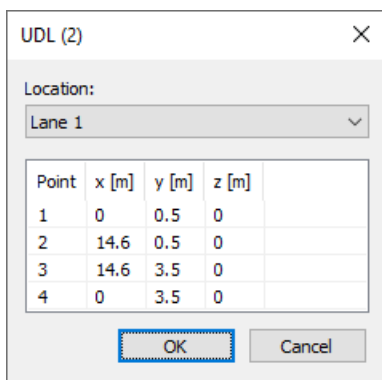 UDL (2)
Location:
Lane 1
Point x [m] y [m] z [m]
1 0 0.5 0
2 14.6 0.5 0
3 14.6 3.5 0
4 0 3.5 0
OK Cancel